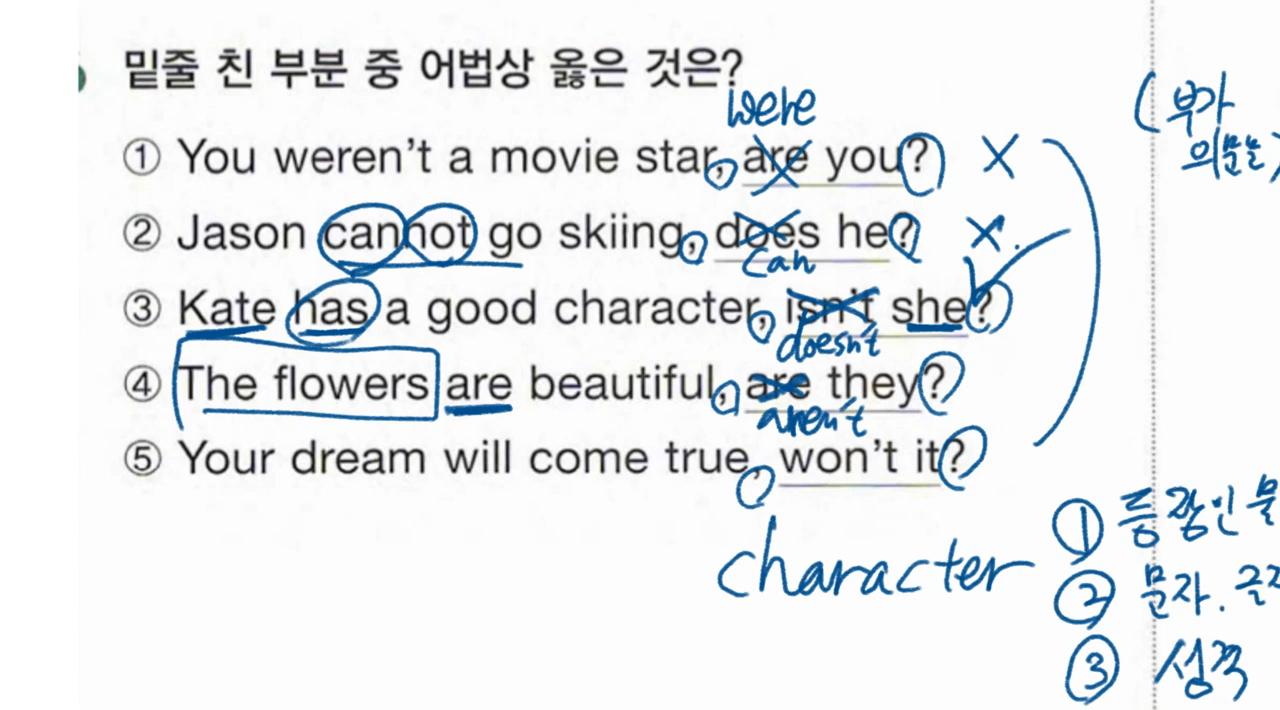 밑줄 친 부분 중 어법상 옳은 것은?
were
① You weren't a movie star, are you? X
② Jason cannot go skiing, does he? X.
can
③ Kate has a good character, isn't she?
doesn't
④ The flowers are beautiful, are they?
aren't
⑤ Your dream will come true, won't it?
(부가
의문문)
character ① 등장인물
② 문자.
③ 성격